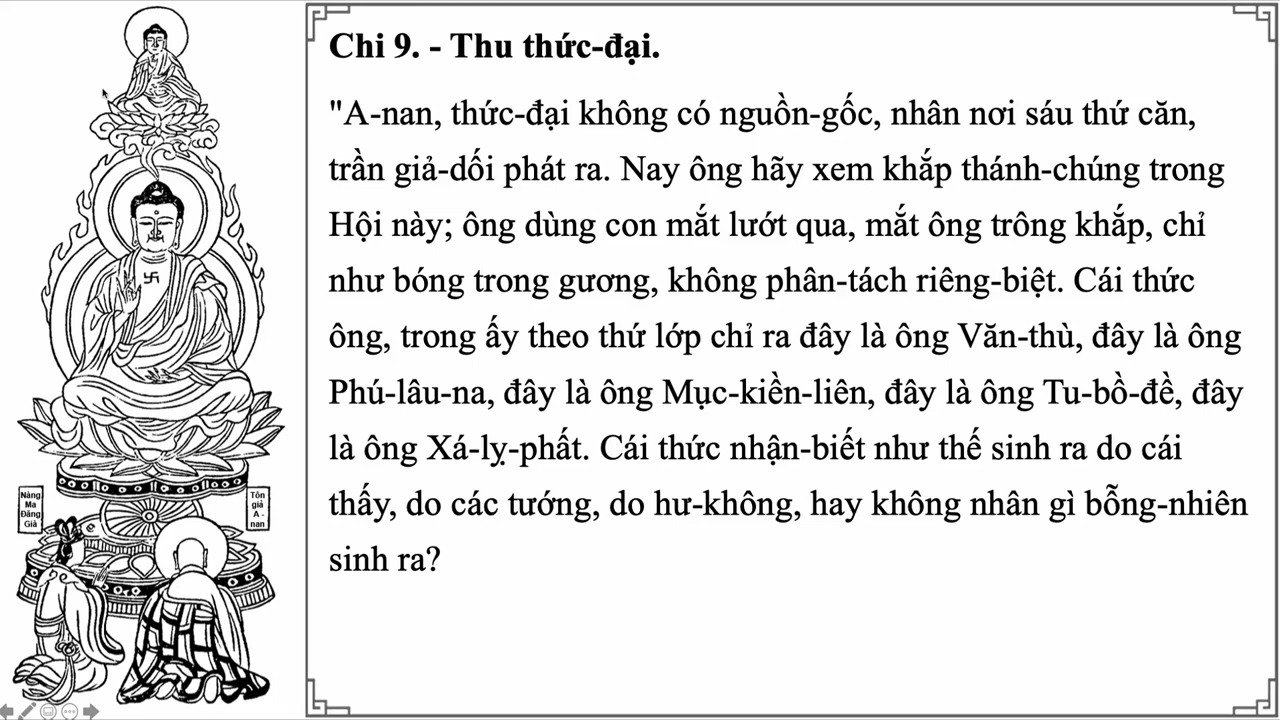 Chi 9. - Thu thức-đại.
"A-nan, thức-đại không có nguồn-gốc, nhân nơi sáu thứ căn,
trần giả-dối phát ra. Nay ông hãy xem khắp thánh-chúng trong
Hội này; ông dùng con mắt lướt qua, mắt ông trông khắp, chỉ
như bóng trong gương, không phân-tách riêng-biệt. Cái thức
ông, trong ấy theo thứ lớp chỉ ra đây là ông Văn-thù, đây là ông
Phú-lâu-na, đây là ông Mục-kiền-liên, đây là ông Tu-bồ-đề, đây
là ông Xá-lỵ-phất. Cái thức nhận-biết như thế sinh ra do cái
thấy, do các tướng, do hư-không, hay không nhân gì bỗng-nhiên
sinh ra?
Nàng
Ma
Đăng
Già
Tôn
giả
A -
nan